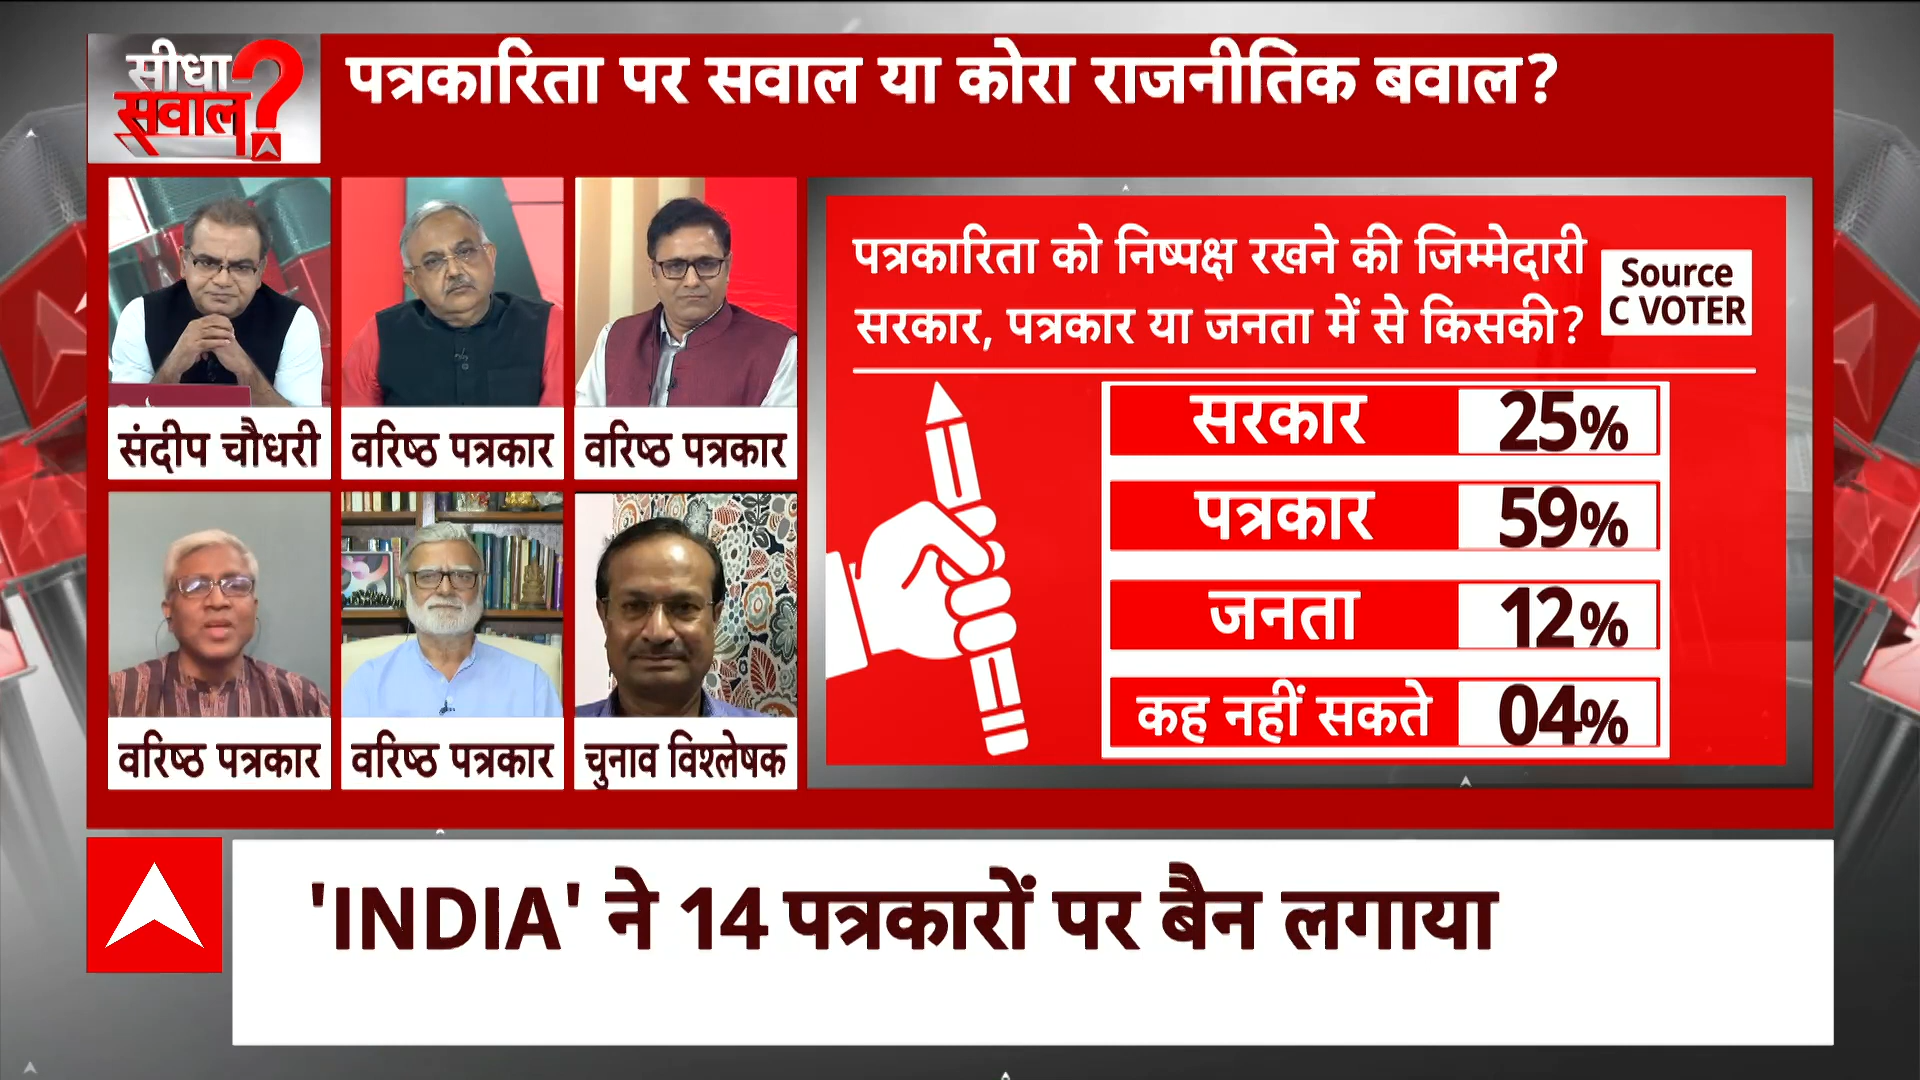 सीधा
सवाल?
पत्रकारिता पर सवाल या कोरा राजनीतिक बवाल?
संदीप चौधरी
वरिष्ठ पत्रकार
वरिष्ठ पत्रकार
वरिष्ठ पत्रकार
वरिष्ठ पत्रकार
चुनाव विश्लेषक
पत्रकारिता को निष्पक्ष रखने की जिम्मेदारी
सरकार, पत्रकार या जनता में से किसकी?
Source
C VOTER
सरकार 25%
पत्रकार 59%
जनता 12%
कह नहीं सकते 04%
'INDIA' ने 14 पत्रकारों पर बैन लगाया